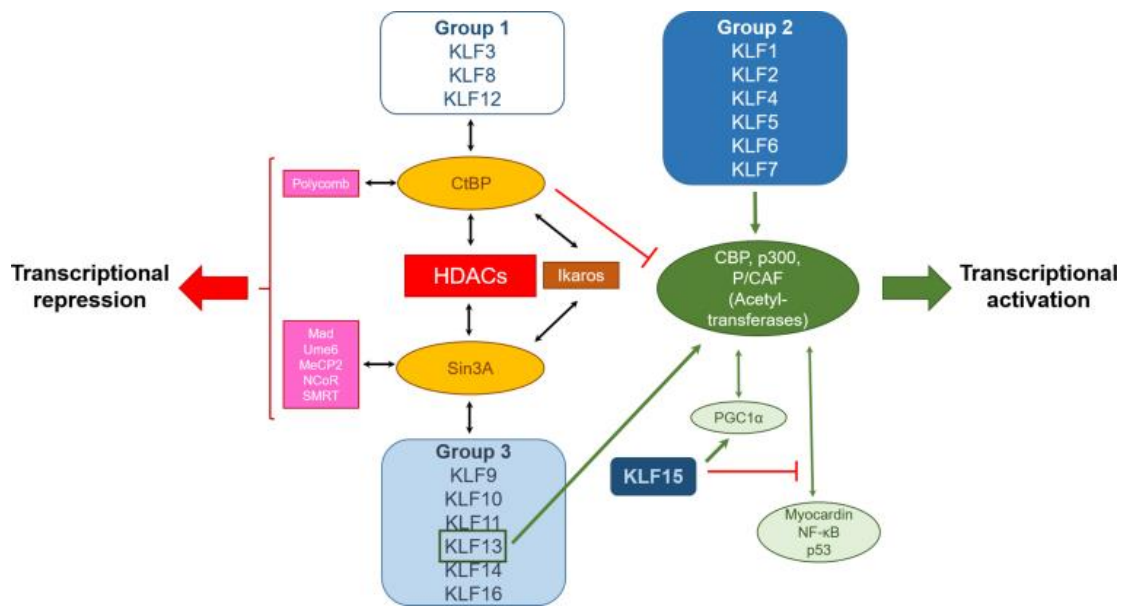 Group 1
KLF3
KLF8
KLF12
Group 2
KLF1
KLF2
KLF4
KLF5
KLF6
KLF7
Polycomb
CtBP
Transcriptional
repression
HDACs
Ikaros
CBP, p300,
P/CAF
(Acetyl-
transferases)
Transcriptional
activation
Mad
Ume6
MeCP2
NCoR
SMRT
Sin3A
PGC1α
Group 3
KLF9
KLF10
KLF11
KLF13
KLF14
KLF16
KLF15
Myocardin
NF-κB
p53